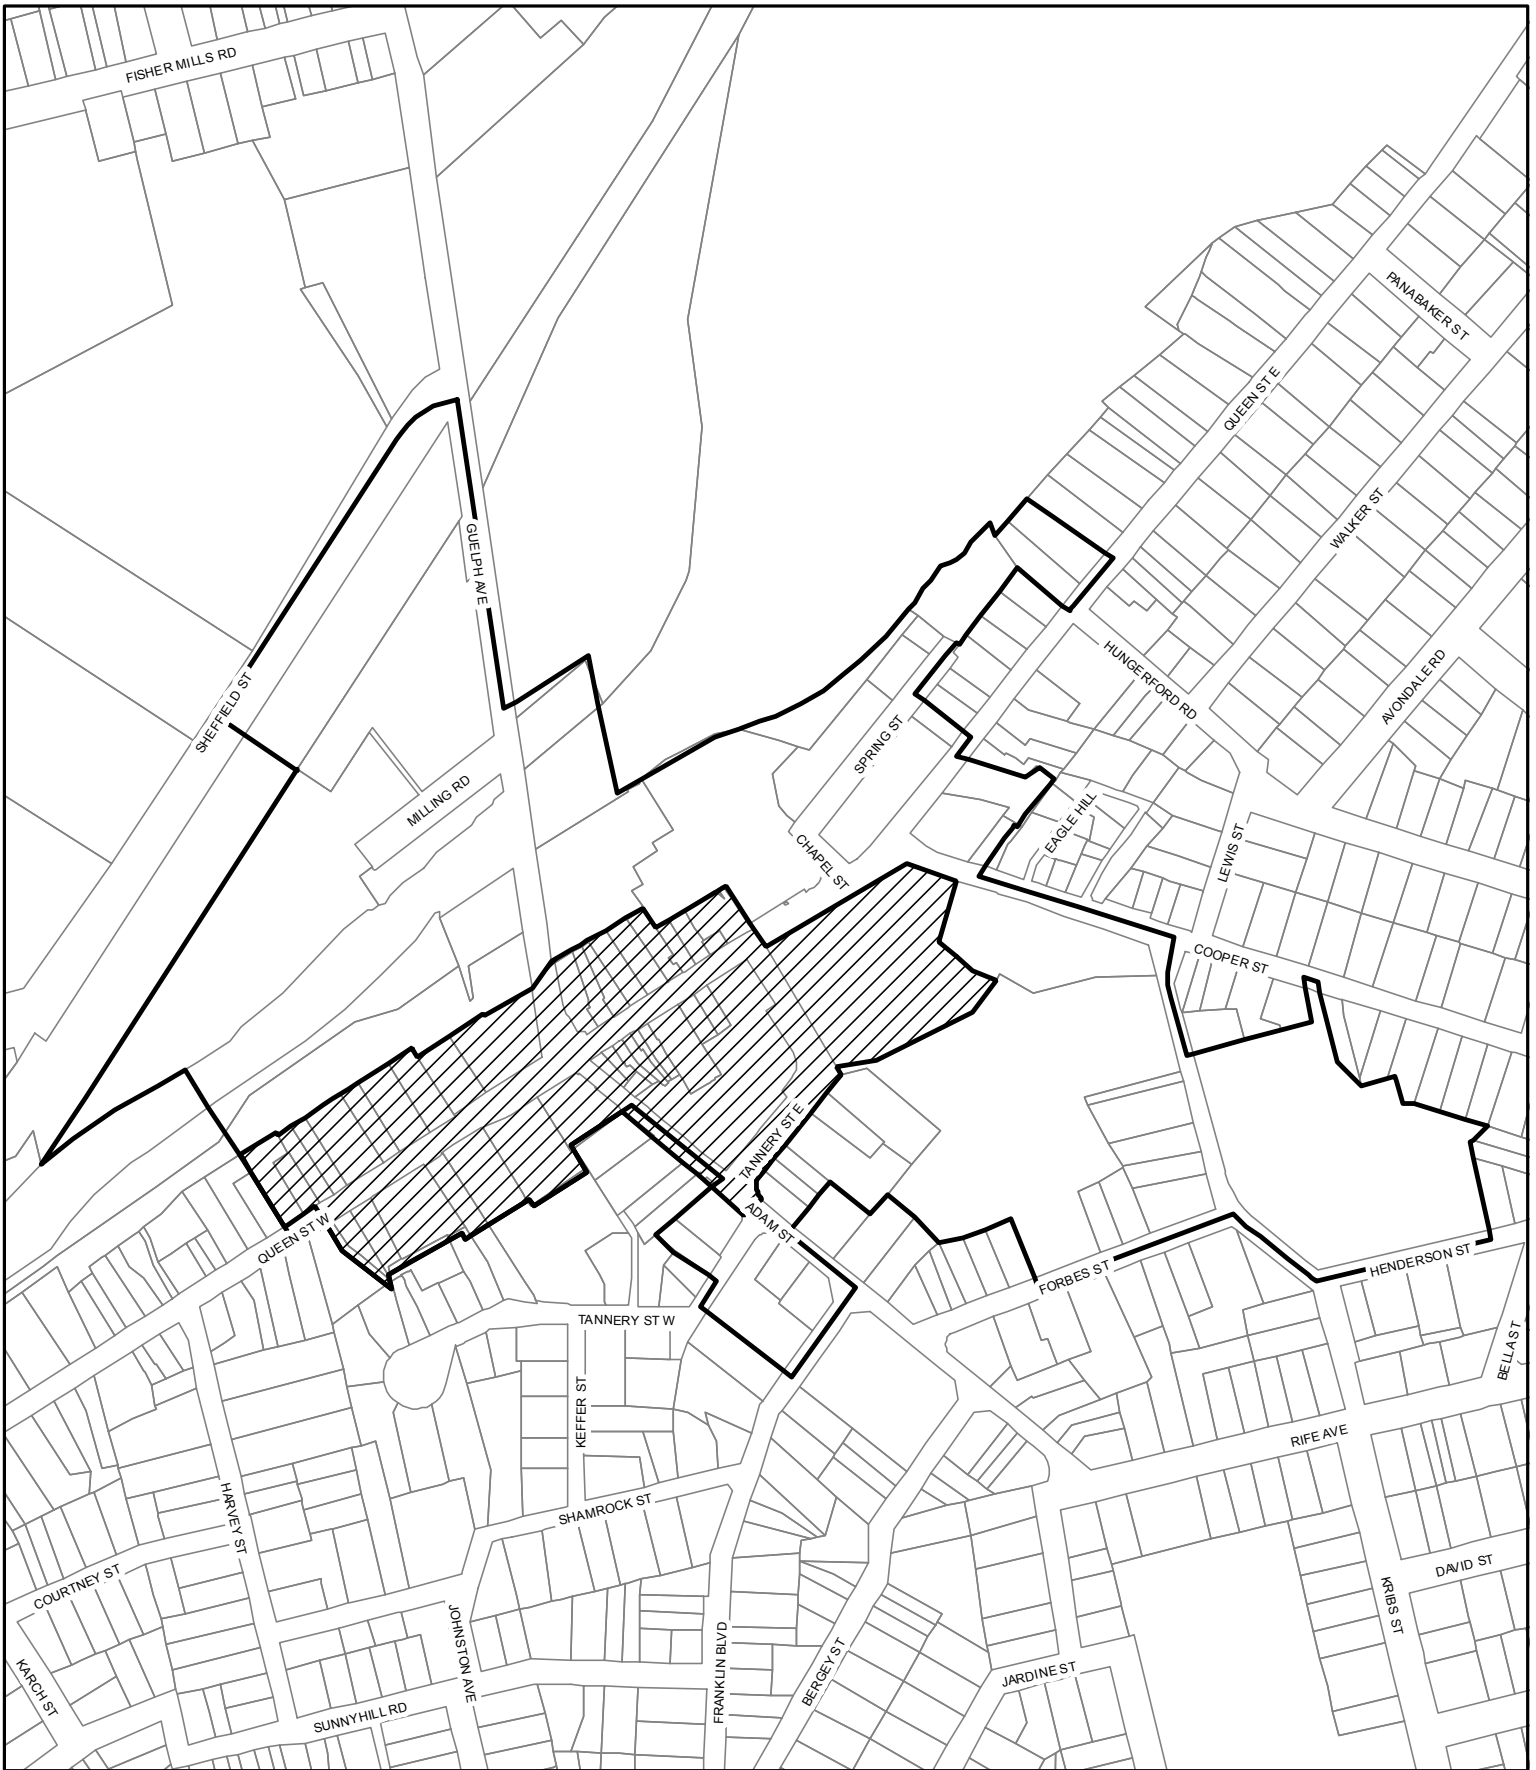 FISHER MILLS RD
PANABAKER ST
QUEEN ST E
WALKER ST
GUELPH AVE
HUNGERFORD RD
AVONDALE RD
SHEFFIELD ST
SPRING ST
MILLING RD
EAGLE HILL
CHAPEL ST
LEWIS ST
COOPER ST
TANNERY ST E
ADAM ST
QUEEN ST W
HENDERSON ST
FORBES ST
TANNERY ST W
BELLA ST
KEFFER ST
RIFE AVE
HARVEY ST
SHAMROCK ST
COURTNEY ST
DAVID ST
KRIBS ST
JOHNSTON AVE
FRANKLIN BLVD
BERGEY ST
KARCH ST
JARDINE ST
SUNNYHILL RD